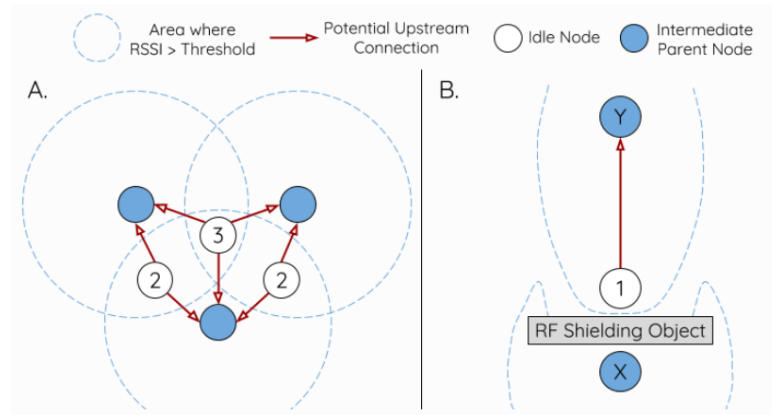 Area where
RSSI > Threshold
Potential Upstream
Connection
Idle Node
Intermediate
Parent Node
A.
3
2
2
B.
Y
1
RF Shielding Object
X